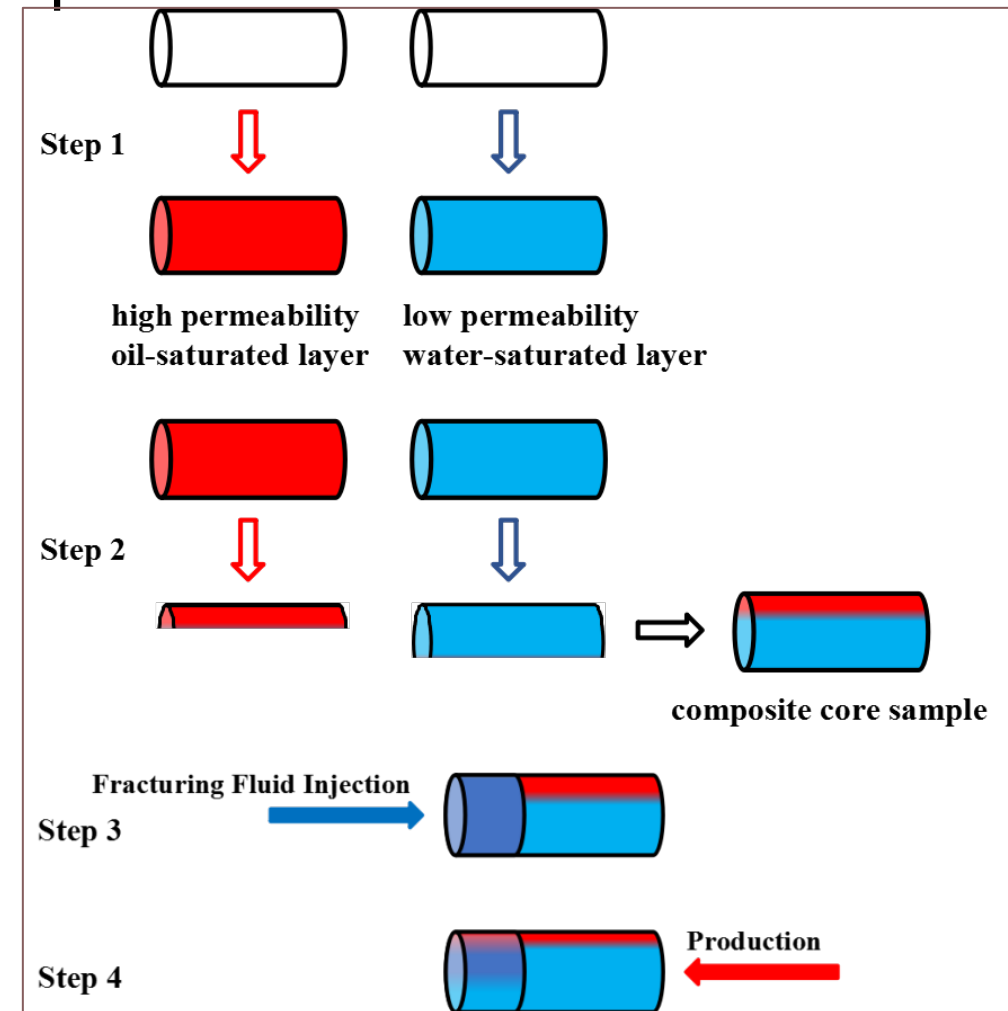 Step 1
high permeability
oil-saturated layer
low permeability
water-saturated layer
Step 2
composite core sample
Fracturing Fluid Injection
Step 3
Production
Step 4